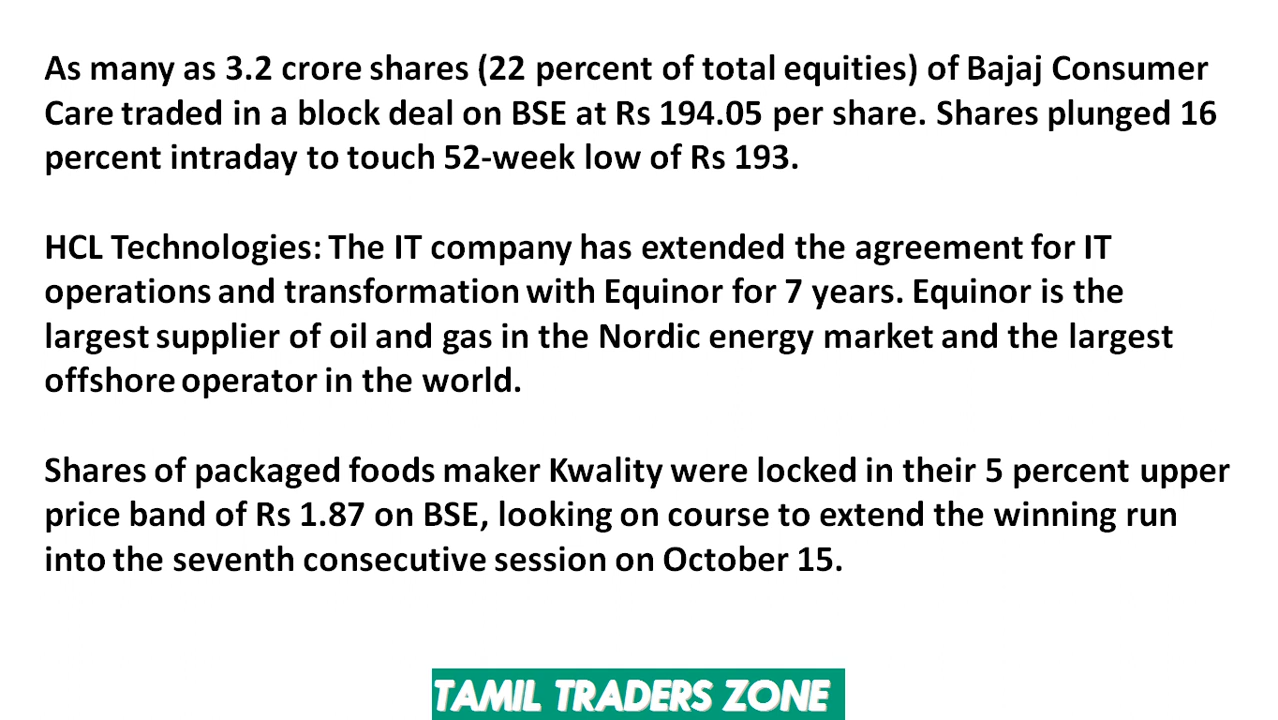 As many as 3.2 crore shares (22 percent of total equities) of Bajaj Consumer
Care traded in a block deal on BSE at Rs 194.05 per share. Shares plunged 16
percent intraday to touch 52-week low of Rs 193.
HCL Technologies: The IT company has extended the agreement for IT
operations and transformation with Equinor for 7 years. Equinor is the
largest supplier of oil and gas in the Nordic energy market and the largest
offshore operator in the world.
Shares of packaged foods maker Kwality were locked in their 5 percent upper
price band of Rs 1.87 on BSE, looking on course to extend the winning run
into the seventh consecutive session on October 15.
TAMIL TRADERS ZONE